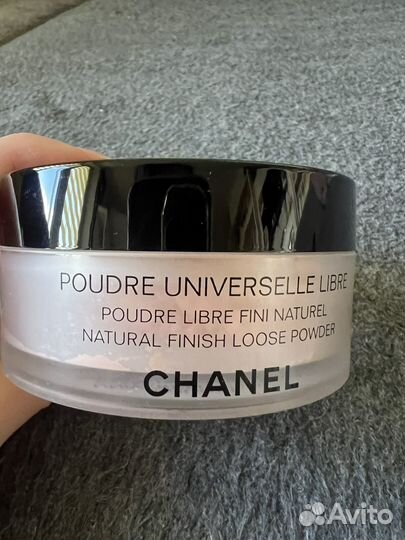 POUDRE UNIVERSELLE LIBRE
POUDRE LIBRE FINI NATUREL
NATURAL FINISH LOOSE POWDER
CHANEL
Avito